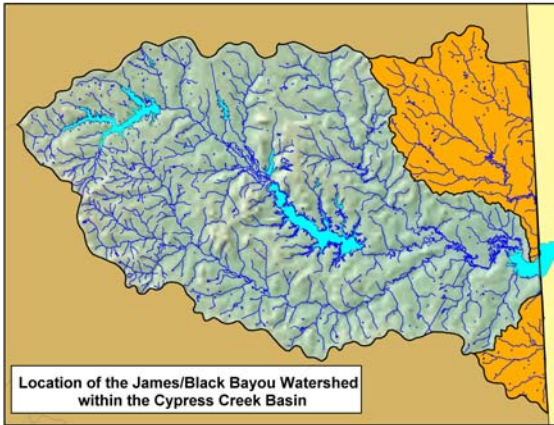 Location of the James/Black Bayou Watershed
within the Cypress Creek Basin